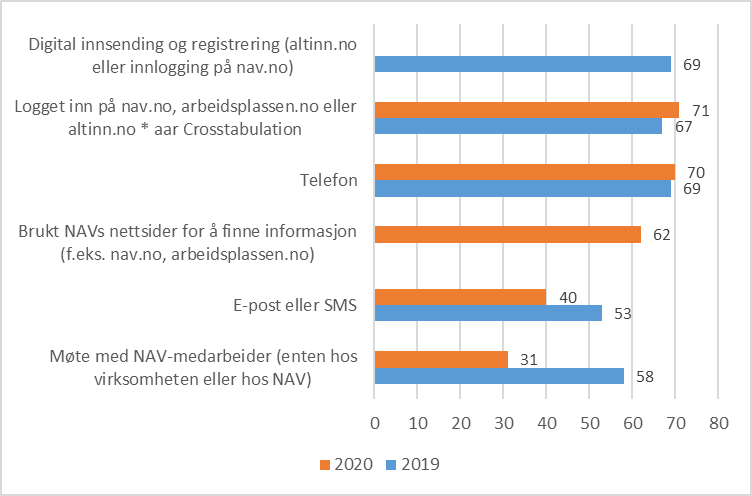 Digital innsending og registrering (altinn.no
eller innlogging på nav.no)
69
Logget inn på nav.no, arbeidsplassen.no eller
altinn.no * aar Crosstabulation
71
67
Telefon
70
69
Brukt NAVs nettsider for å finne informasjon
(f.eks. nav.no, arbeidsplassen.no)
62
E-post eller SMS
40
53
Møte med NAV-medarbeider (enten hos
virksomheten eller hos NAV)
31
58
0 10 20 30 40 50 60 70 80
2020 2019